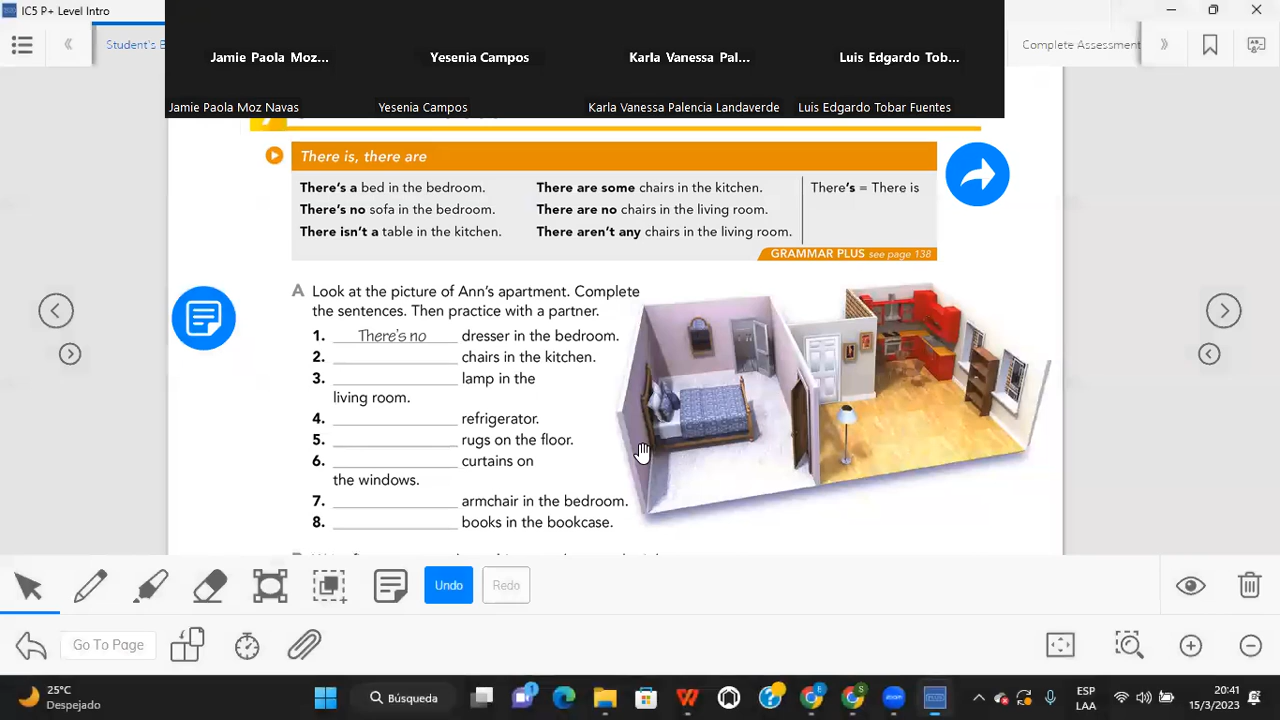 IC5 P+ Level Intro
Student's B
Jamie Paola Moz...
Yesenia Campos
Karla Vanessa Pal...
Luis Edgardo Tob...
Jamie Paola Moz Navas
Yesenia Campos
Karla Vanessa Palencia Landaverde
Luis Edgardo Tobar Fuentes
Complete Assessment
There is, there are
There's a bed in the bedroom.
There's no sofa in the bedroom.
There isn't a table in the kitchen.
There are some chairs in the kitchen.
There are no chairs in the living room.
There aren't any chairs in the living room.
There's = There is
GRAMMAR PLUS see page 138
A Look at the picture of Ann's apartment. Complete
the sentences. Then practice with a partner.
1. There's no dresser in the bedroom.
2. ____________ chairs in the kitchen.
3. ____________ lamp in the
living room.
4. ____________ refrigerator.
5. ____________ rugs on the floor.
6. ____________ curtains on
the windows.
7. ____________ armchair in the bedroom.
8. ____________ books in the bookcase.
Undo
Redo
Go To Page
25°C
Despejado
Búsqueda
ESP
LAA
20:41
15/3/2023